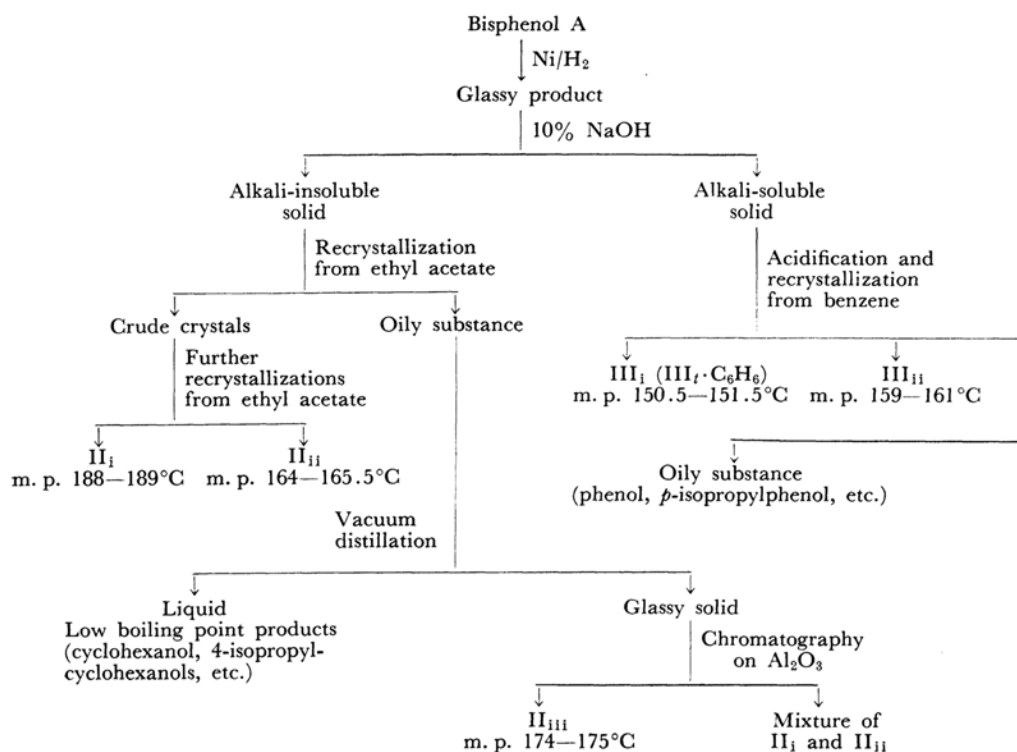 Bisphenol A
Ni/H₂
Glassy product
10% NaOH
Alkali-insoluble
solid
Alkali-soluble
solid
Recrystallization
from ethyl acetate
Acidification and
recrystallization
from benzene
Crude crystals
Oily substance
Further
recrystallizations
from ethyl acetate
IIIᵢ (IIIₜ·C₆H₆)
m. p. 150.5—151.5°C
IIIᵢᵢ
m. p. 159—161°C
IIᵢ
m. p. 188—189°C
IIᵢᵢ
m. p. 164—165.5°C
Oily substance
(phenol, p-isopropylphenol, etc.)
Vacuum
distillation
Liquid
Low boiling point products
(cyclohexanol, 4-isopropyl-
cyclohexanols, etc.)
Glassy solid
Chromatography
on Al₂O₃
IIᵢᵢᵢ
m. p. 174—175°C
Mixture of
IIᵢ and IIᵢᵢ